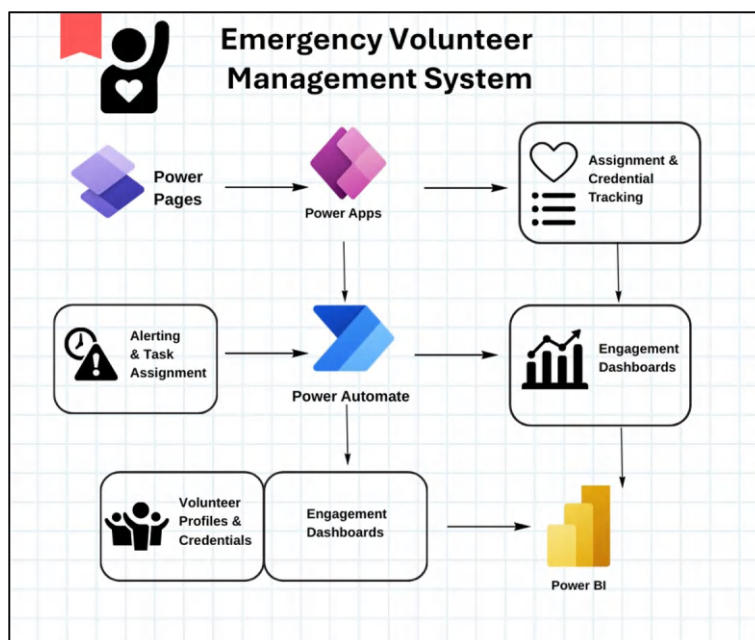 Emergency Volunteer
Management System
Power
Pages
Power Apps
Assignment &
Credential
Tracking
Alerting
& Task
Assignment
Power Automate
Engagement
Dashboards
Volunteer
Profiles &
Credentials
Engagement
Dashboards
Power BI